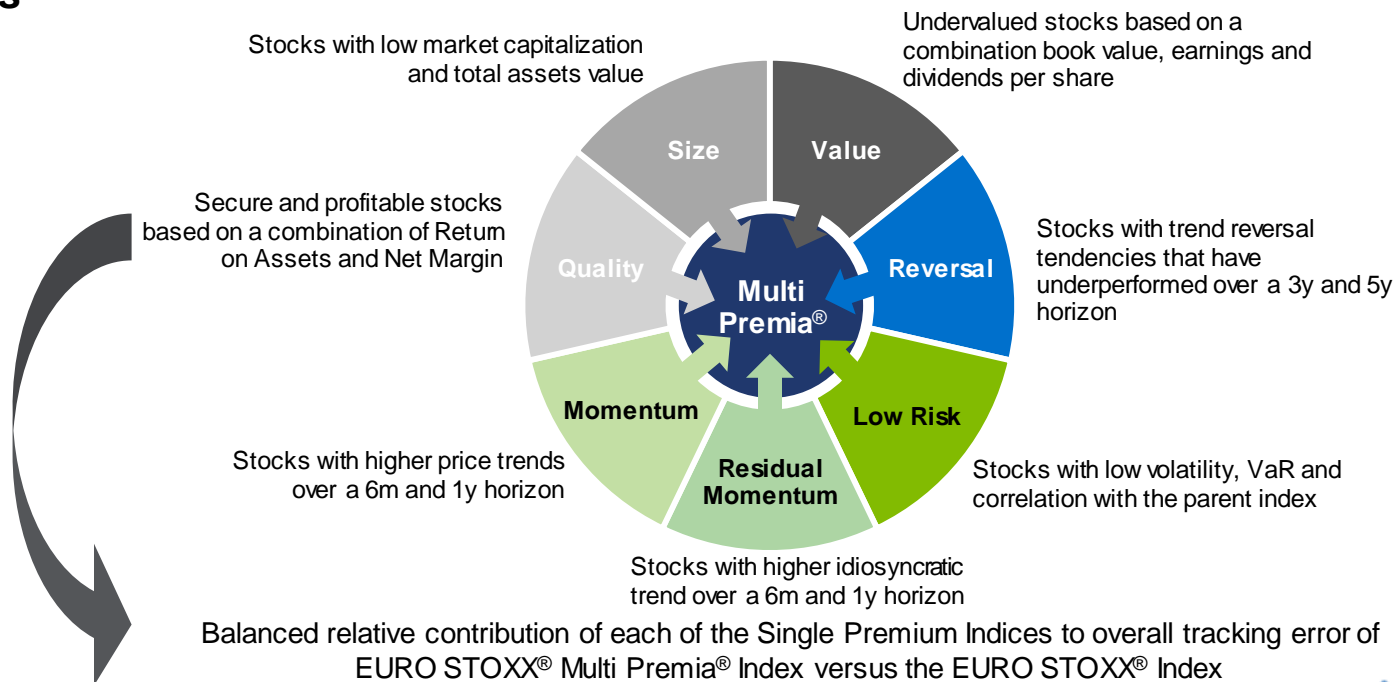 s
Stocks with low market capitalization
and total assets value
Undervalued stocks based on a
combination book value, earnings and
dividends per share
Size
Value
Secure and profitable stocks
based on a combination of Return
on Assets and Net Margin
Quality
Multi
Premia®
Reversal
Stocks with trend reversal
tendencies that have
underperformed over a 3y and 5y
horizon
Momentum
Low Risk
Stocks with higher price trends
over a 6m and 1y horizon
Residual
Momentum
Stocks with low volatility, VaR and
correlation with the parent index
Stocks with higher idiosyncratic
trend over a 6m and 1y horizon
Balanced relative contribution of each of the Single Premium Indices to overall tracking error of
EURO STOXX® Multi Premia® Index versus the EURO STOXX® Index